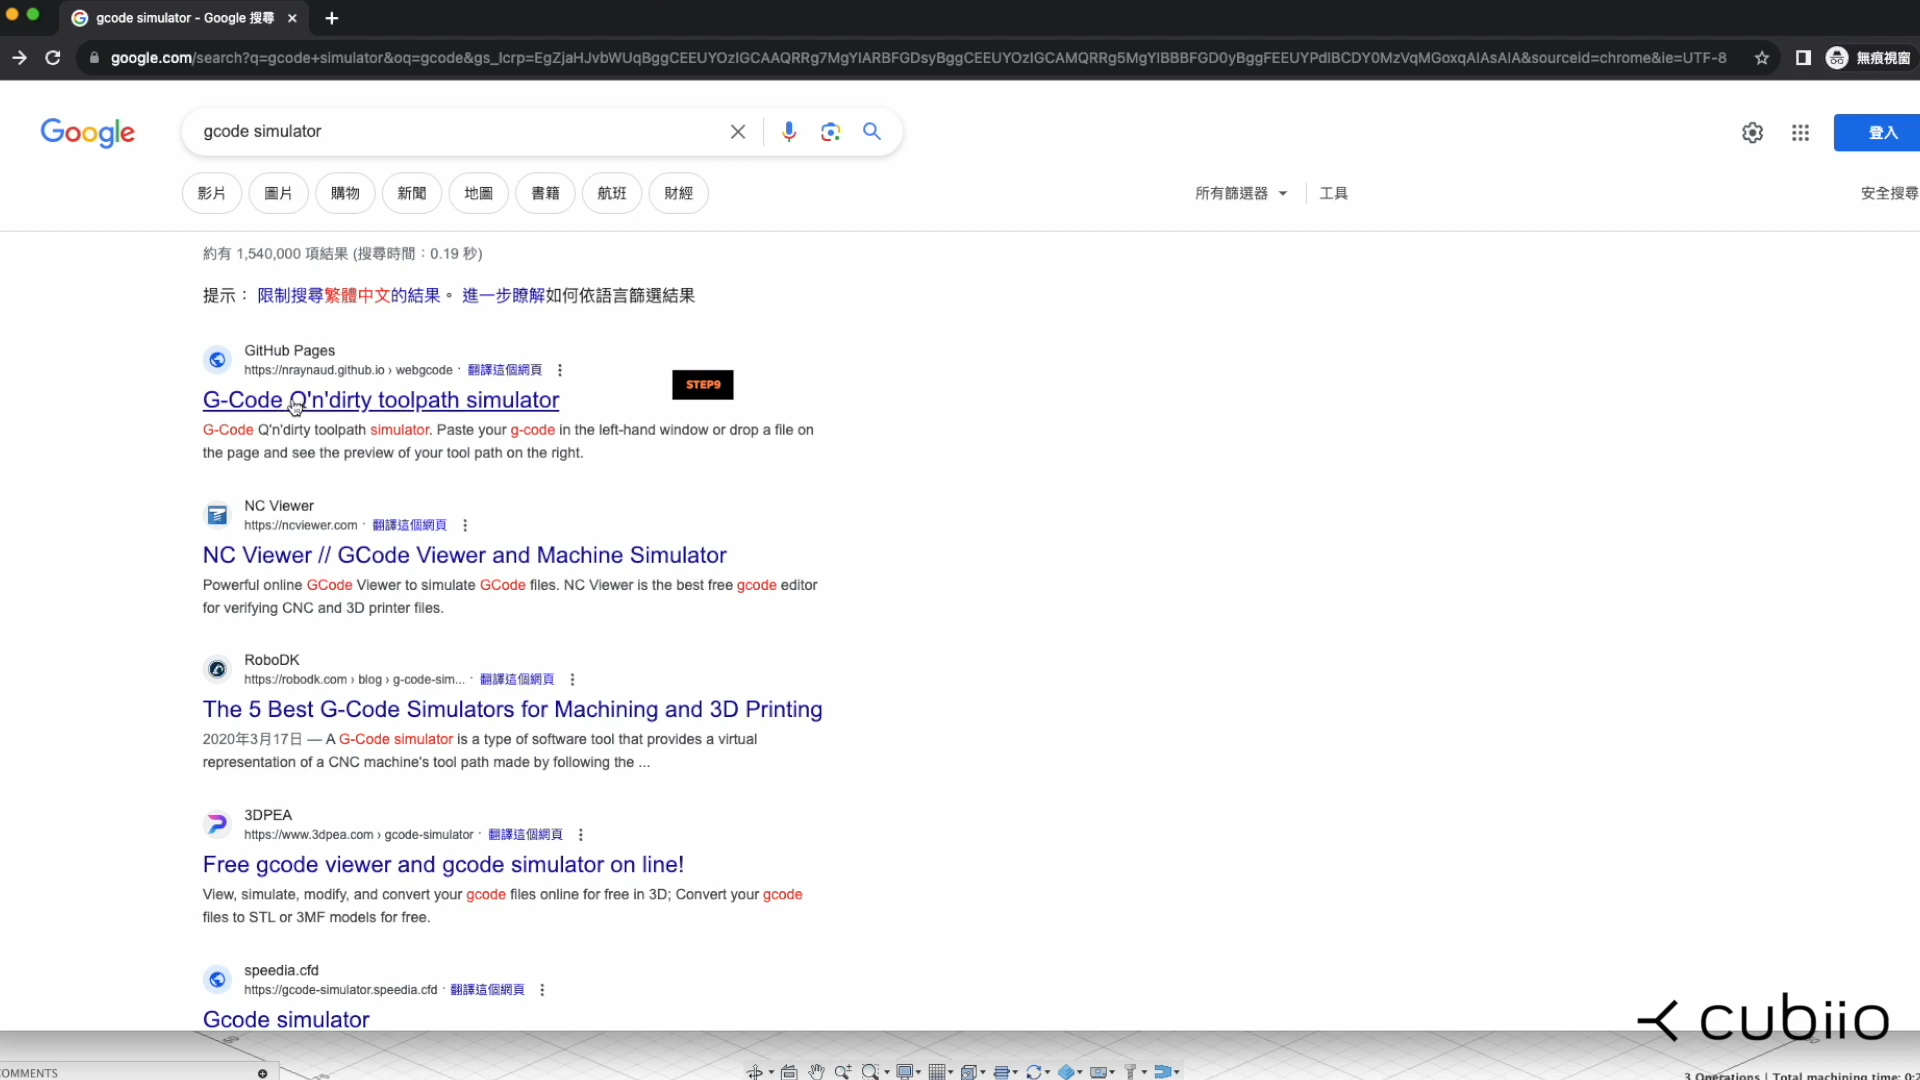 gcode simulator - Google 搜尋
google.com/search?q=gcode+simulator&oq=gcode&gs_lcrp=EgZjaHJvbWUqBggCEEUYOzIGCAAQRRg7MgYIARBFGDsyBggCEEUYOzIGCAMQRRg5MgYIBBBFGD0yBggFEEUYPdIBCDY0MzVqMGoxqAIAsAIA&sourceid=chrome&ie=UTF-8
無痕視窗
Google
gcode simulator
登入
影片 圖片 購物 新聞 地圖 書籍 航班 財經
所有篩選器 工具
安全搜尋
約有 1,540,000 項結果 (搜尋時間：0.19 秒)
提示： 限制搜尋繁體中文的結果。 進一步瞭解如何依語言篩選結果
GitHub Pages
https://nraynaud.github.io › webgcode · 翻譯這個網頁
STEP9
G-Code Q'n'dirty toolpath simulator
G-Code Q'n'dirty toolpath simulator. Paste your g-code in the left-hand window or drop a file on
the page and see the preview of your tool path on the right.
NC Viewer
https://ncviewer.com · 翻譯這個網頁
NC Viewer // GCode Viewer and Machine Simulator
Powerful online GCode Viewer to simulate GCode files. NC Viewer is the best free gcode editor
for verifying CNC and 3D printer files.
RoboDK
https://robodk.com › blog › g-code-sim... · 翻譯這個網頁
The 5 Best G-Code Simulators for Machining and 3D Printing
2020年3月17日 — A G-Code simulator is a type of software tool that provides a virtual
representation of a CNC machine's tool path made by following the ...
3DPEA
https://www.3dpea.com › gcode-simulator · 翻譯這個網頁
Free gcode viewer and gcode simulator on line!
View, simulate, modify, and convert your gcode files online for free in 3D; Convert your gcode
files to STL or 3MF models for free.
speedia.cfd
https://gcode-simulator.speedia.cfd · 翻譯這個網頁
Gcode simulator
cubiio
OMMENTS
3 Operations | Total machining time: 0:2